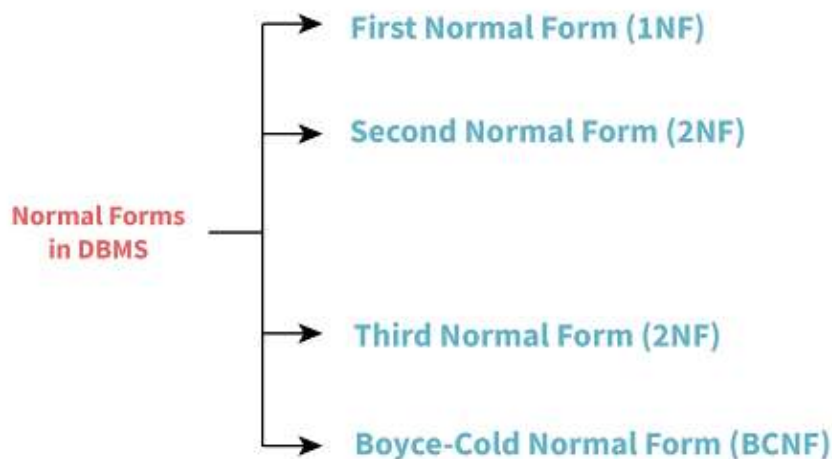 First Normal Form (1NF)
Second Normal Form (2NF)
Normal Forms
in DBMS
Third Normal Form (2NF)
Boyce-Cold Normal Form (BCNF)